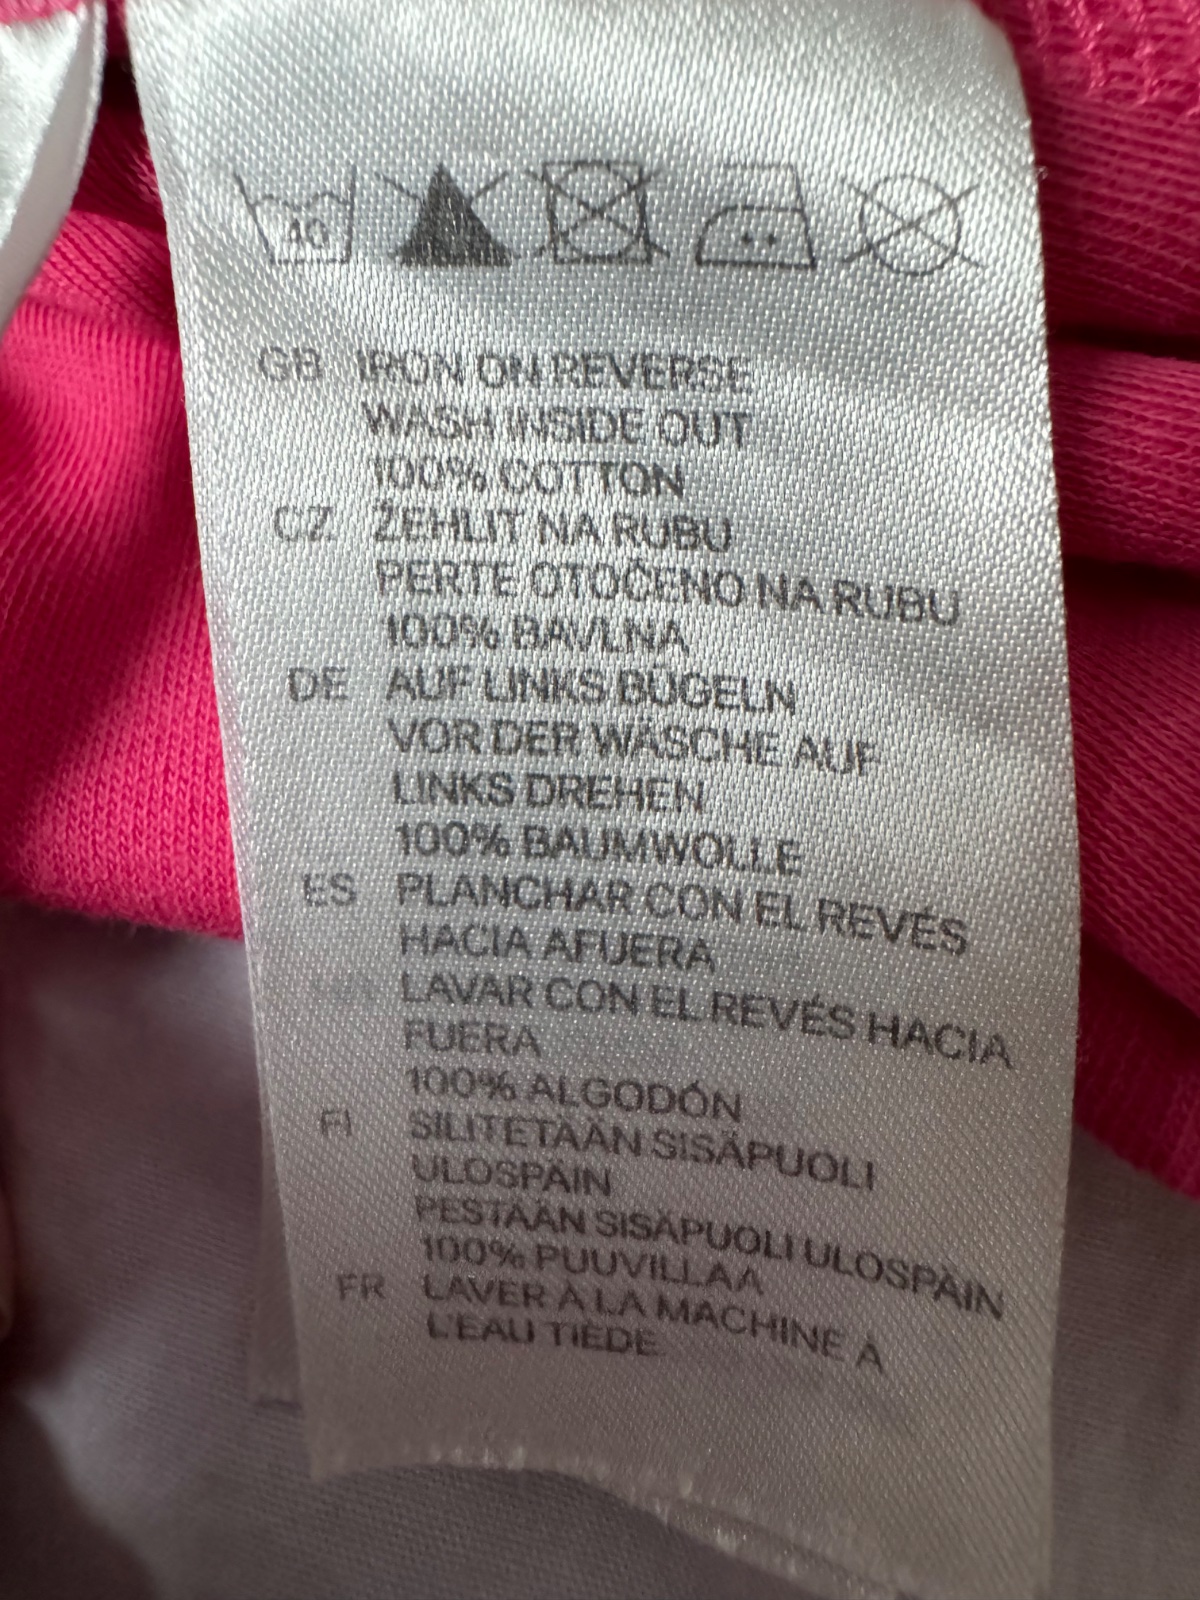 40
GB IRON ON REVERSE
WASH INSIDE OUT
100% COTTON
CZ ŽEHLIT NA RUBU
PERTE OTOČENO NA RUBU
100% BAVLNA
DE AUF LINKS BÜGELN
VOR DER WÄSCHE AUF
LINKS DREHEN
100% BAUMWOLLE
ES PLANCHAR CON EL REVÉS
HACIA AFUERA
LAVAR CON EL REVÉS HACIA
FUERA
100% ALGODÓN
FI SILITETÄÄN SISÄPUOLI
ULOSPÄIN
PESTÄÄN SISÄPUOLI ULOSPÄIN
100% PUUVILLAA
FR LAVER À LA MACHINE À
L'EAU TIÈDE